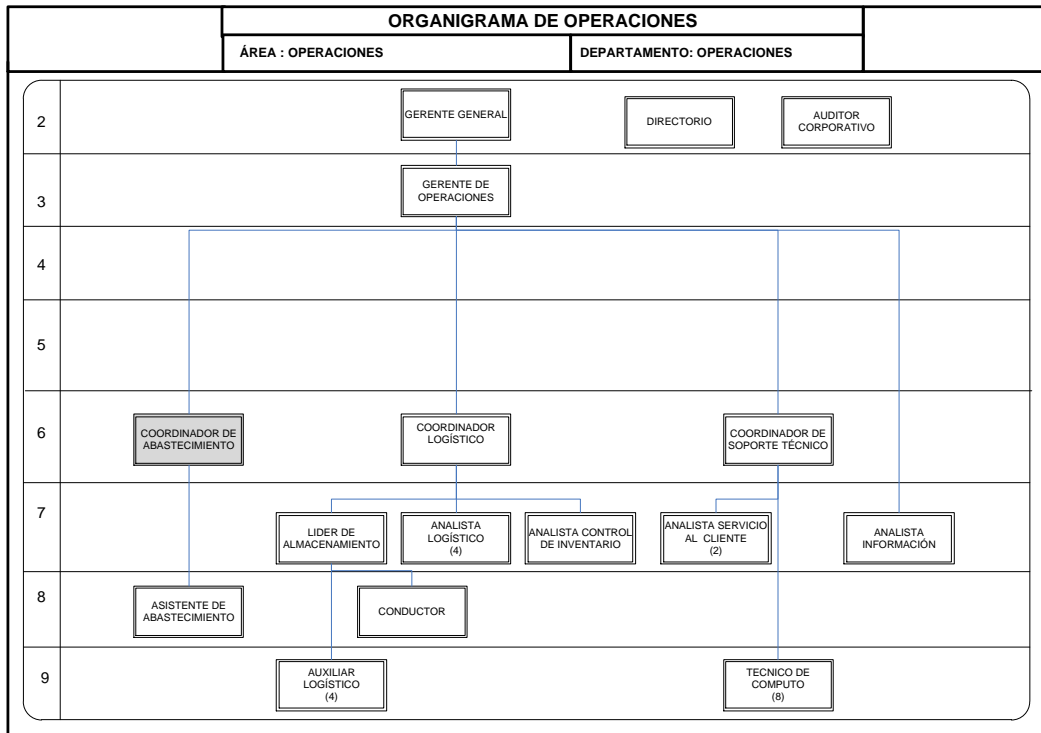 ORGANIGRAMA DE OPERACIONES
ÁREA : OPERACIONES
DEPARTAMENTO: OPERACIONES
2
GERENTE GENERAL
DIRECTORIO
AUDITOR
CORPORATIVO
3
GERENTE DE
OPERACIONES
4
5
6
COORDINADOR DE
ABASTECIMIENTO
COORDINADOR
LOGÍSTICO
COORDINADOR DE
SOPORTE TÉCNICO
7
LIDER DE
ALMACENAMIENTO
ANALISTA
LOGÍSTICO
(4)
ANALISTA CONTROL
DE INVENTARIO
ANALISTA SERVICIO
AL CLIENTE
(2)
ANALISTA
INFORMACIÓN
8
ASISTENTE DE
ABASTECIMIENTO
CONDUCTOR
9
AUXILIAR
LOGÍSTICO
(4)
TECNICO DE
COMPUTO
(8)